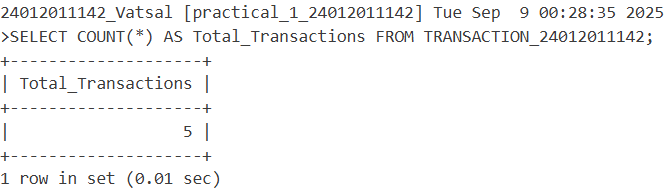 24012011142_Vatsal [practical_1_24012011142] Tue Sep  9 00:28:35 2025
>SELECT COUNT(*) AS Total_Transactions FROM TRANSACTION_24012011142;
+--------------------+
| Total_Transactions |
+--------------------+
|                  5 |
+--------------------+
1 row in set (0.01 sec)